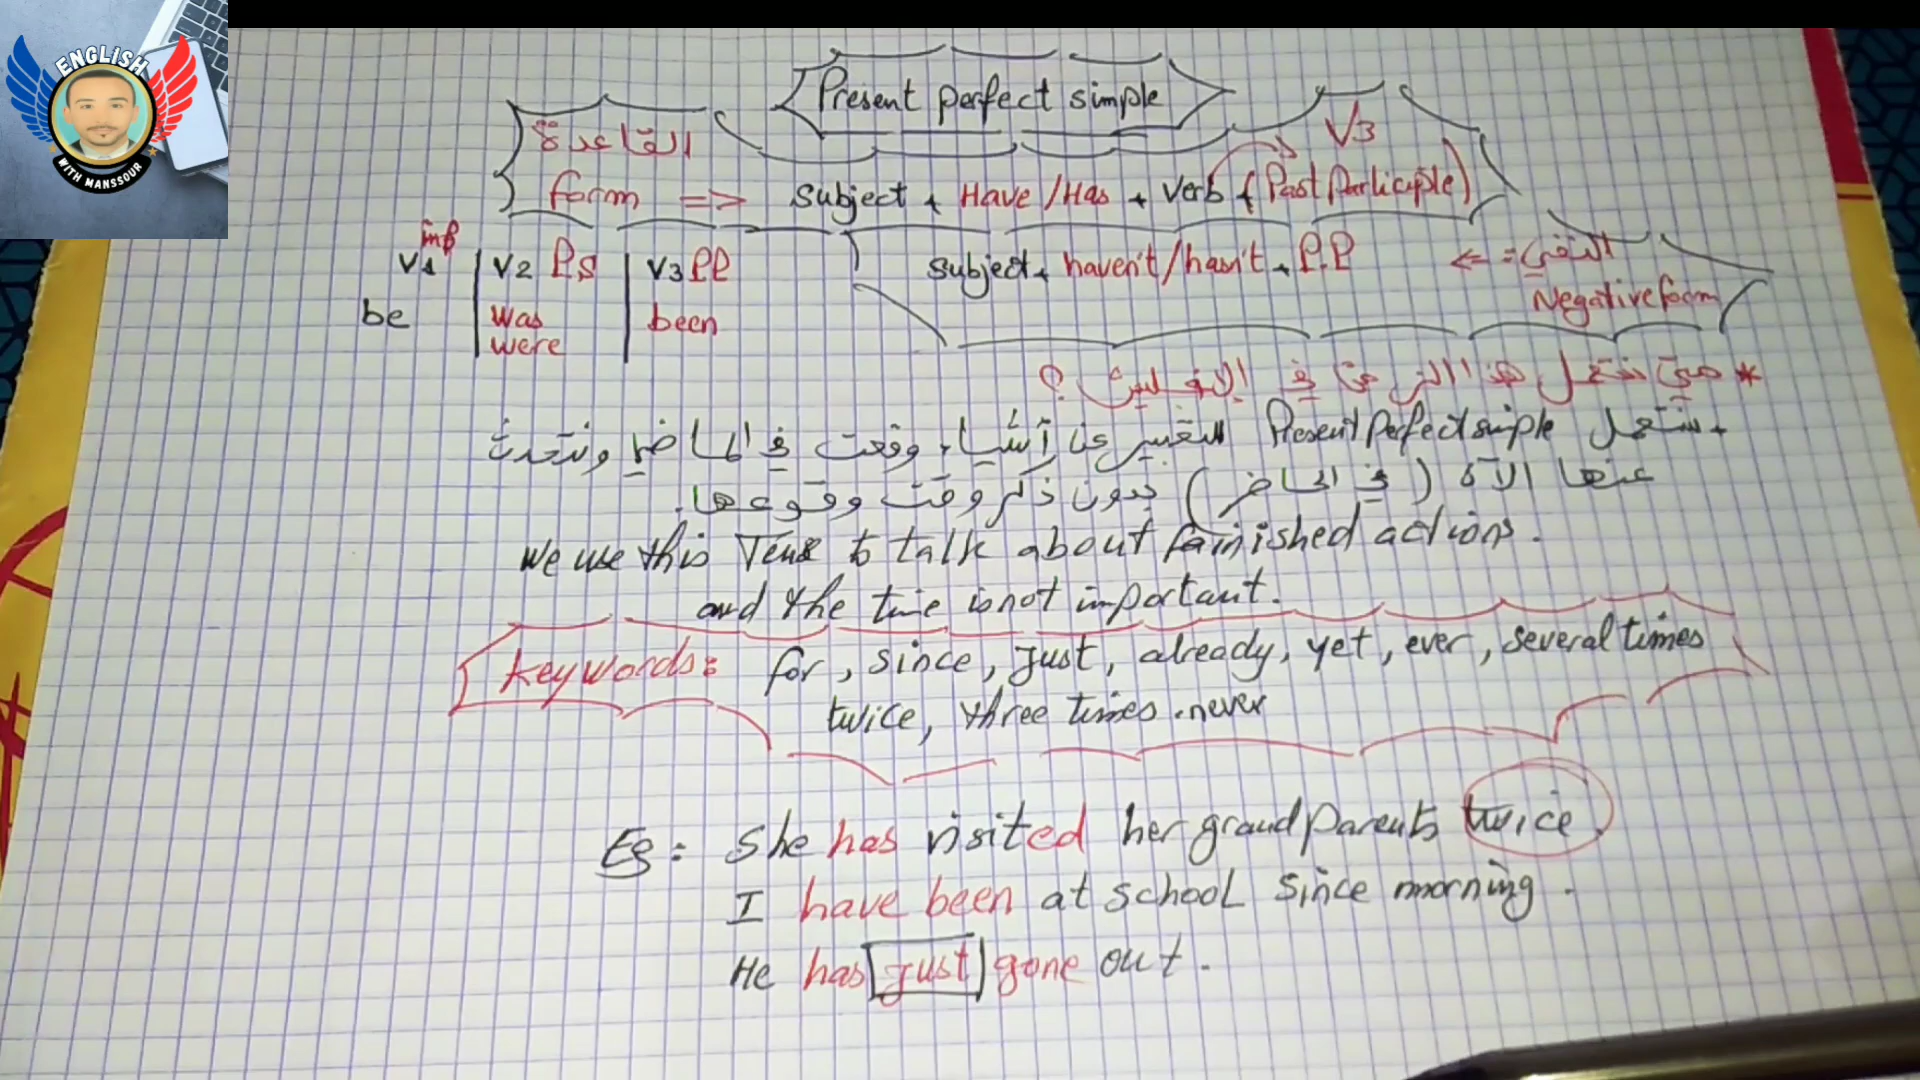 ENGLISH
WITH MANSSOUR
Present perfect simple
القاعدة
V3
form => subject + Have/Has + verb + (Past Participle)
V1 inf | V2 P.S | V3 PP
be | was were | been
subject + haven't/hasn't + P.P <= النفي
Negative form
* متى نستعمل هذا الزمن في الإنجليزية؟
+ نستعمل Present Perfect simple للتعبير عن أشياء وقعت في الماضي ونتحدث
عنها الآن (في الحاضر) بدون ذكر وقت وقوعها.
we use this Tense to talk about fainished actions.
and the time is not important.
Keywords: for, since, just, already, yet, ever, several times
twice, three times. never
Eg: She has visited her grand parents twice.
I have been at school since morning.
He has just gone out.